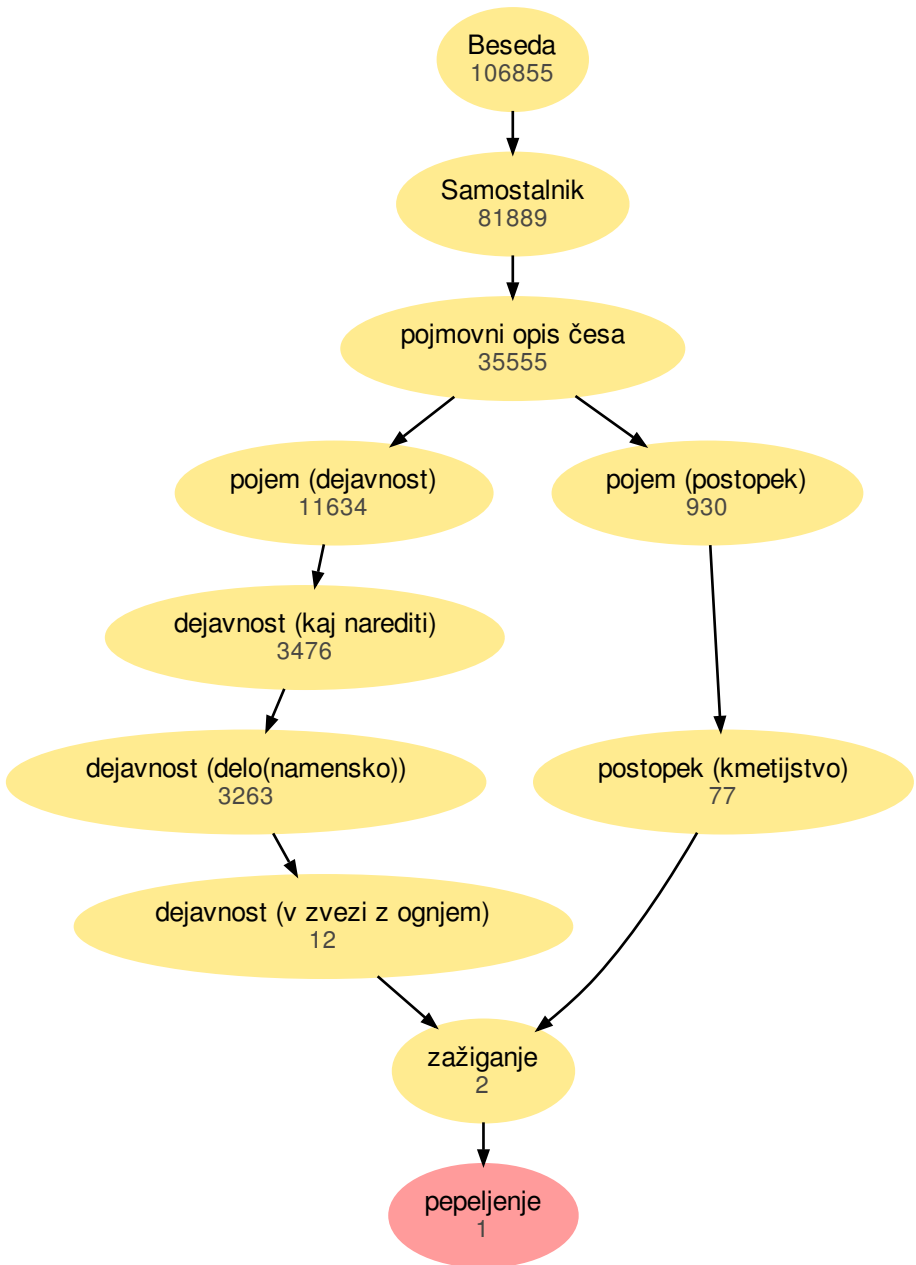 Beseda
106855
Samostalnik
81889
pojmovni opis česa
35555
pojem (dejavnost)
11634
pojem (postopek)
930
dejavnost (kaj narediti)
3476
dejavnost (delo(namensko))
3263
postopek (kmetijstvo)
77
dejavnost (v zvezi z ognjem)
12
zažiganje
2
pepeljenje
1